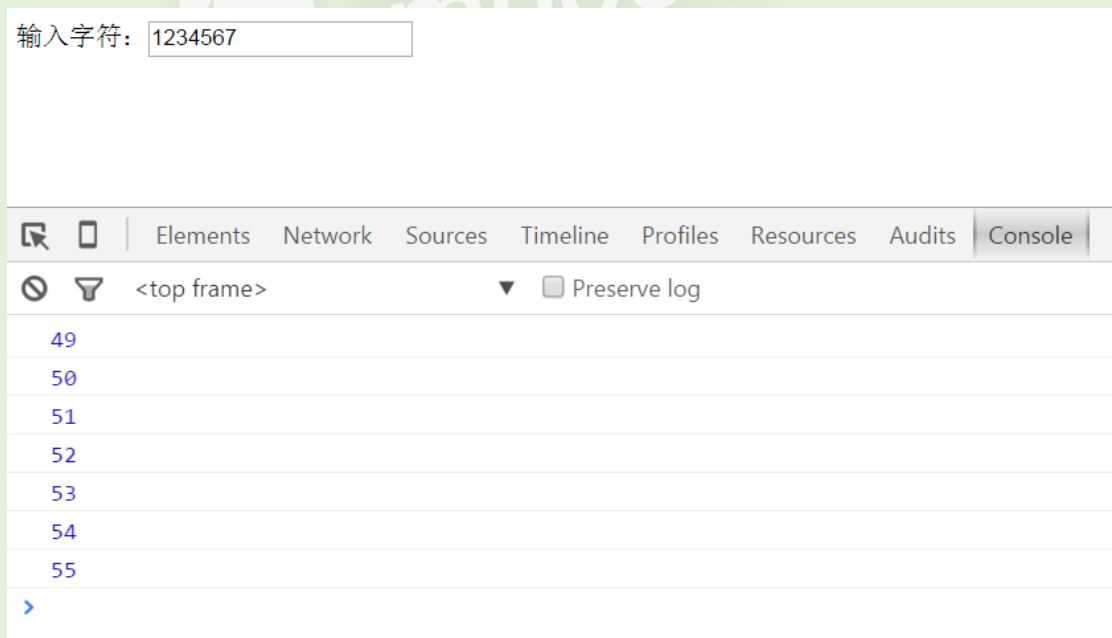 输入字符：1234567
Elements Network Sources Timeline Profiles Resources Audits Console
<top frame> ▼ Preserve log
49
50
51
52
53
54
55
>